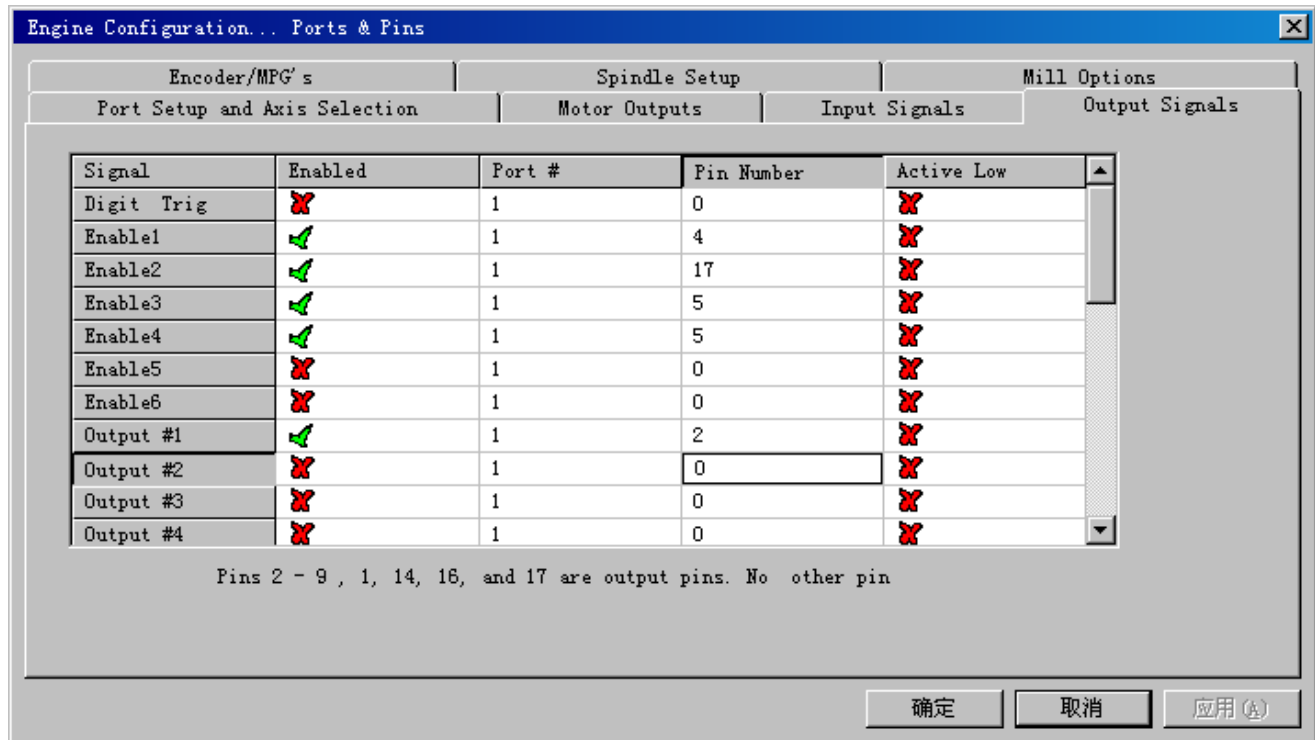 Engine Configuration... Ports & Pins
Encoder/MPG's Spindle Setup Mill Options
Port Setup and Axis Selection Motor Outputs Input Signals Output Signals
Signal Enabled Port # Pin Number Active Low
Digit Trig 1 0
Enable1 1 4
Enable2 1 17
Enable3 1 5
Enable4 1 5
Enable5 1 0
Enable6 1 0
Output #1 1 2
Output #2 1 0
Output #3 1 0
Output #4 1 0
Pins 2 - 9 , 1, 14, 16, and 17 are output pins. No other pin
确定 取消 应用(A)